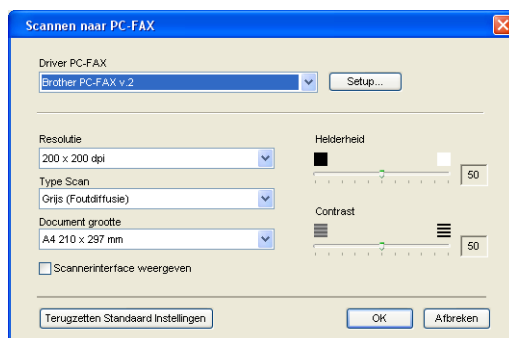 Scannen naar PC-FAX
Driver PC-FAX
Brother PC-FAX v.2
Setup...
Resolutie
200 x 200 dpi
Type Scan
Grijs (Foutdiffusie)
Document grootte
A4 210 x 297 mm
Scannerinterface weergeven
Helderheid
50
Contrast
50
Terugzetten Standaard Instellingen
OK
Afbreken